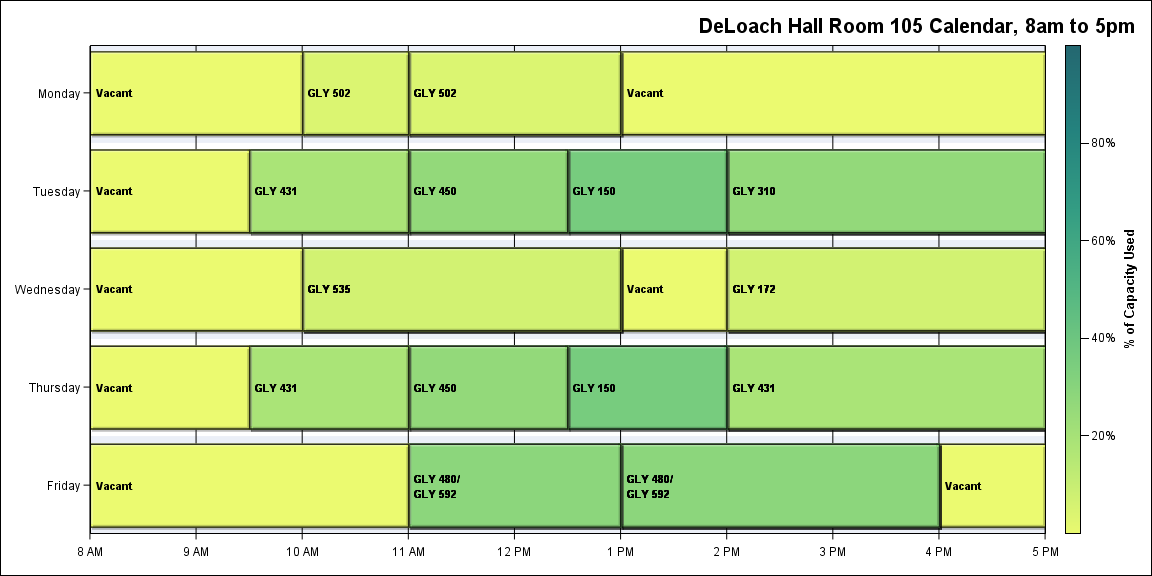 DeLoach Hall Room 105 Calendar, 8am to 5pm
Monday
Vacant
GLY 502
GLY 502
Vacant
Tuesday
Vacant
GLY 431
GLY 450
GLY 150
GLY 310
Wednesday
Vacant
GLY 535
Vacant
GLY 172
Thursday
Vacant
GLY 431
GLY 450
GLY 150
GLY 431
Friday
Vacant
GLY 480/
GLY 592
GLY 480/
GLY 592
Vacant
8 AM
9 AM
10 AM
11 AM
12 PM
1 PM
2 PM
3 PM
4 PM
5 PM
80%
60%
40%
20%
% of Capacity Used